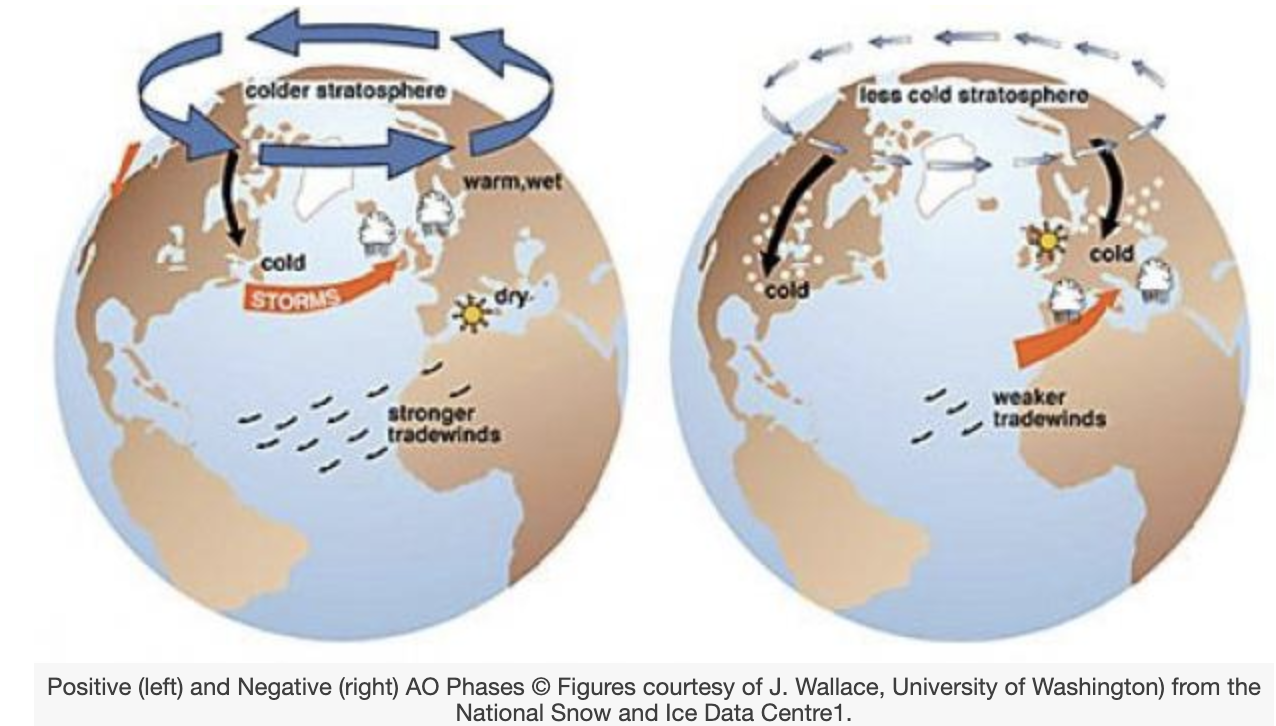 colder stratosphere
warm,wet
cold
STORMS
dry
stronger
tradewinds
less cold stratosphere
cold
cold
weaker
tradewinds
Positive (left) and Negative (right) AO Phases © Figures courtesy of J. Wallace, University of Washington) from the
National Snow and Ice Data Centre1.